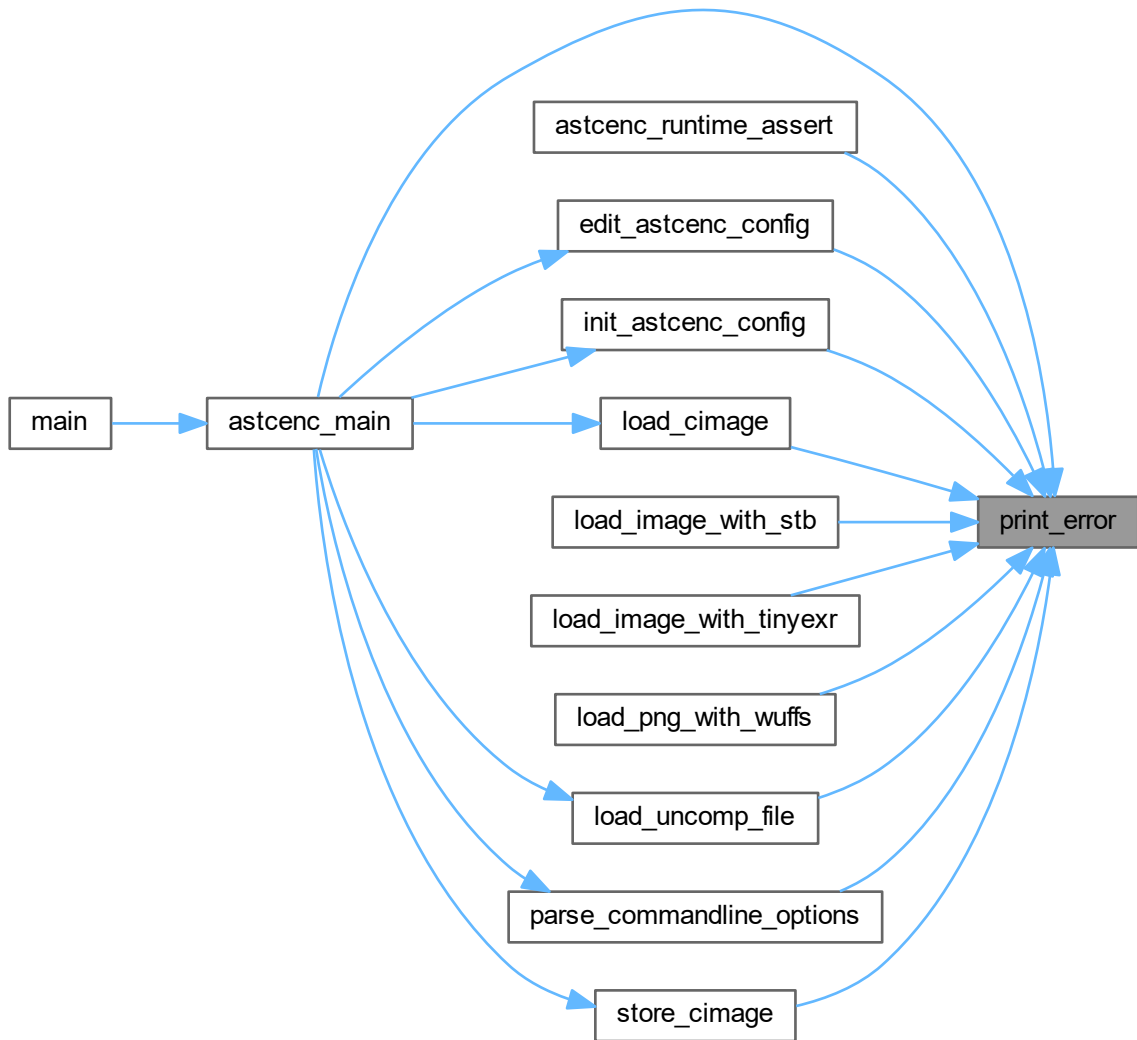 astcenc_runtime_assert
edit_astcenc_config
init_astcenc_config
main
astcenc_main
load_cimage
load_image_with_stb
print_error
load_image_with_tinyexr
load_png_with_wuffs
load_uncomp_file
parse_commandline_options
store_cimage